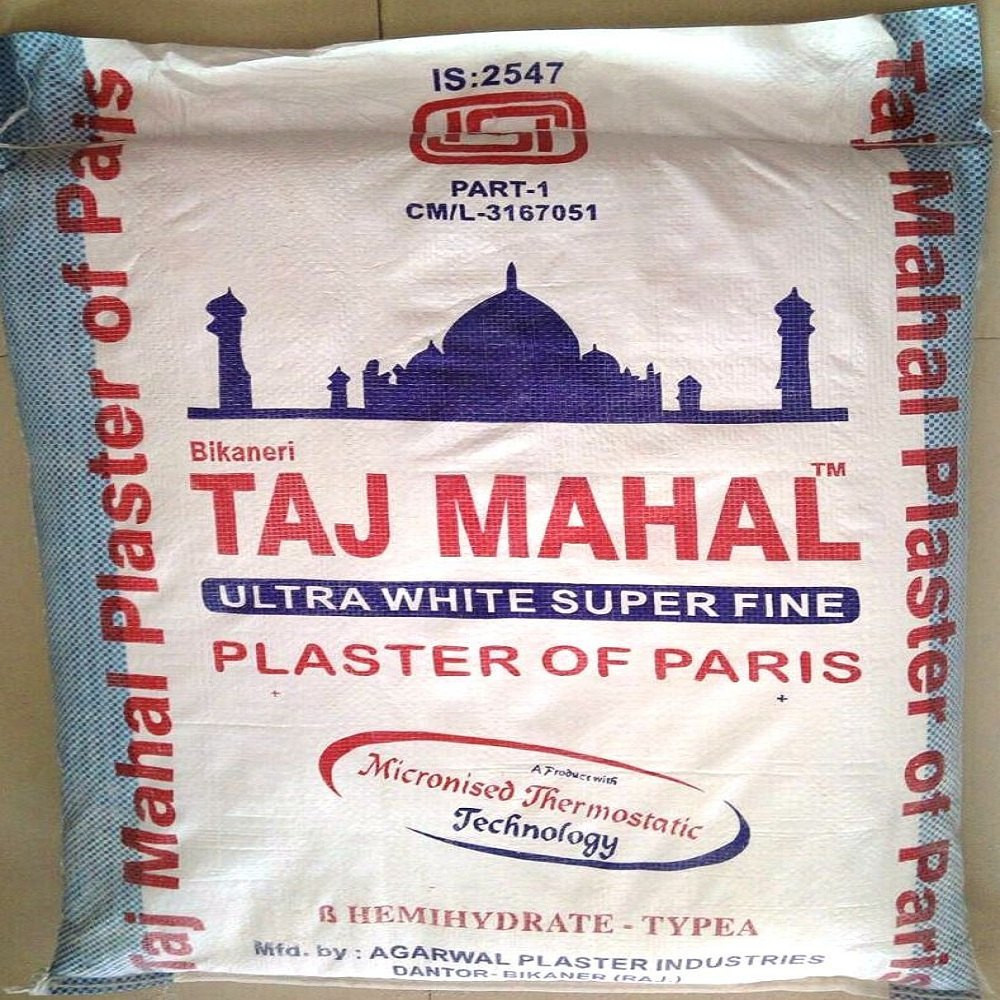 IS:2547
ISI
PART-1
CM/L-3167051
Bikaneri
TAJ MAHAL™
ULTRA WHITE SUPER FINE
PLASTER OF PARIS
A Product with
Micronised Thermostatic
Technology
ß HEMIHYDRATE - TYPEA
Mfd. by : AGARWAL PLASTER INDUSTRIES
DANTOR- BIKANER (RAJ.)
Taj Mahal Plaster of Pais
Taj Mahal Plaster of Paris